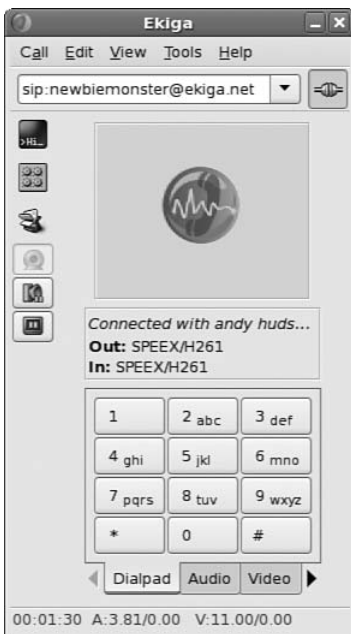 Ekiga
Call Edit View Tools Help
sip:newbiemonster@ekiga.net
>Hi_
Connected with andy huds...
Out: SPEEX/H261
In: SPEEX/H261
1 2 abc 3 def
4 ghi 5 jkl 6 mno
7 pqrs 8 tuv 9 wxyz
* 0 #
Dialpad Audio Video
00:01:30 A:3.81/0.00 V:11.00/0.00